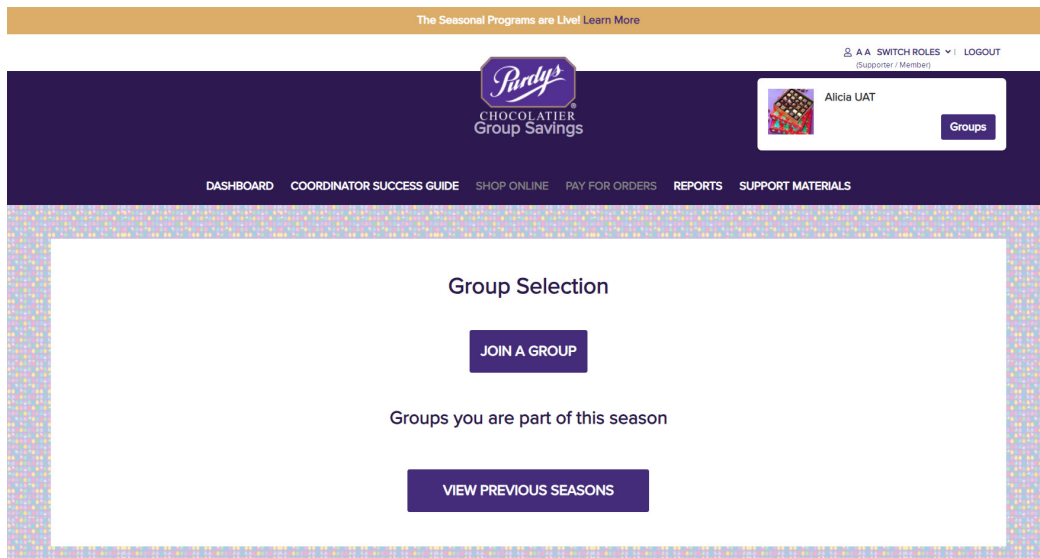 The Seasonal Programs are Live! Learn More
A A SWITCH ROLES | LOGOUT
(Supporter / Member)
Purdys
CHOCOLATIER
Group Savings
Alicia UAT
Groups
DASHBOARD COORDINATOR SUCCESS GUIDE SHOP ONLINE PAY FOR ORDERS REPORTS SUPPORT MATERIALS
Group Selection
JOIN A GROUP
Groups you are part of this season
VIEW PREVIOUS SEASONS